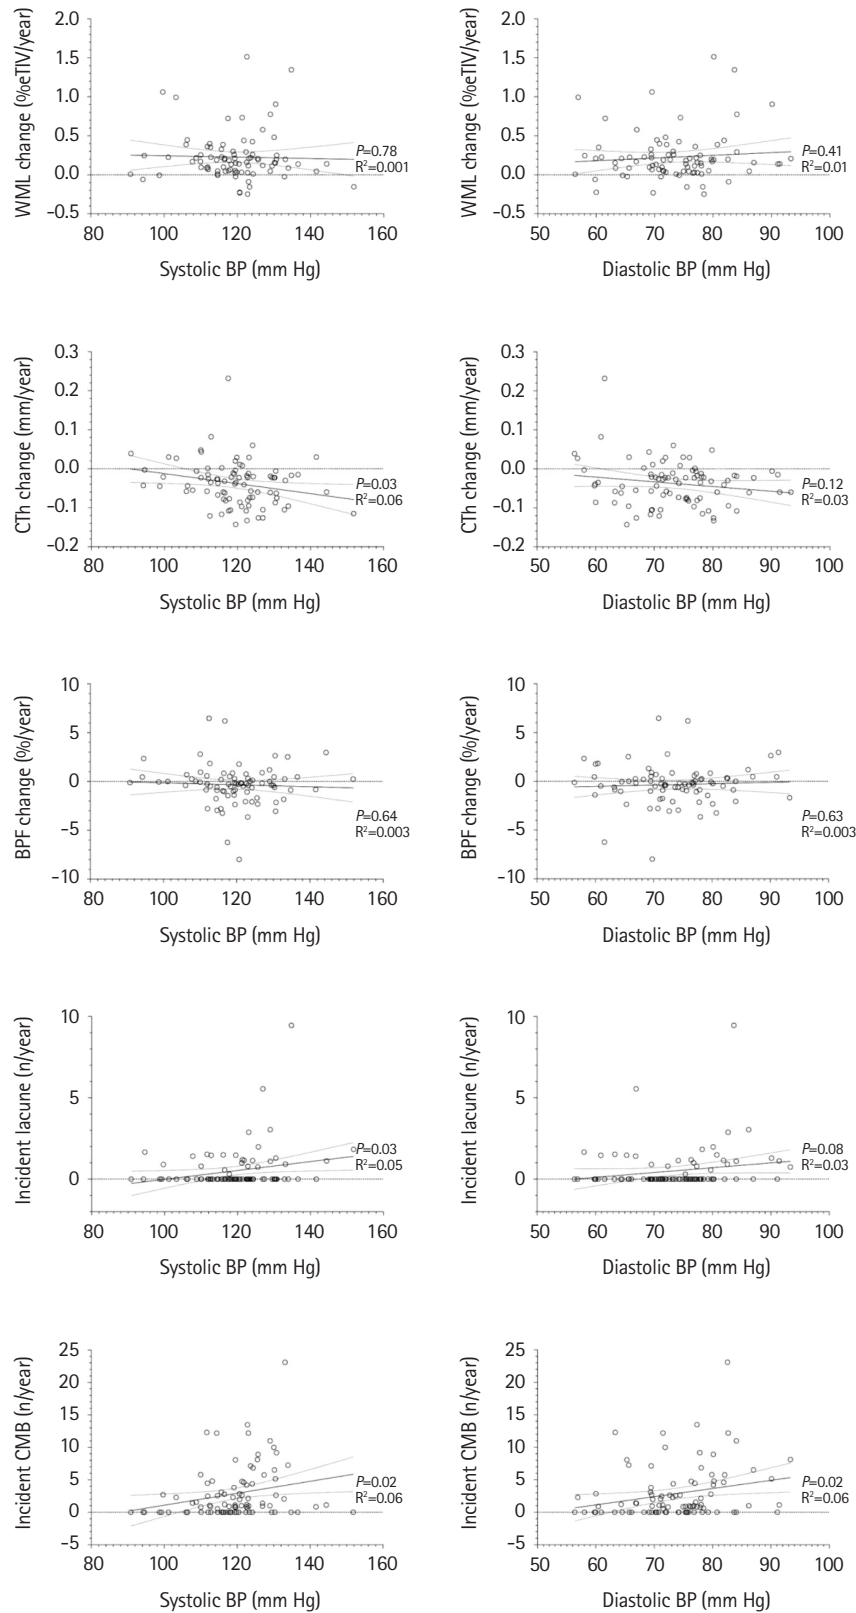 WML change (%eTIV/year)
2.0
1.5
1.0
0.5
0.0
−0.5
P=0.78
R²=0.001
80 100 120 140 160
Systolic BP (mm Hg)
WML change (%eTIV/year)
2.0
1.5
1.0
0.5
0.0
−0.5
P=0.41
R²=0.01
50 60 70 80 90 100
Diastolic BP (mm Hg)
CTh change (mm/year)
0.3
0.2
0.1
0.0
−0.1
−0.2
P=0.03
R²=0.06
80 100 120 140 160
Systolic BP (mm Hg)
CTh change (mm/year)
0.3
0.2
0.1
0.0
−0.1
−0.2
P=0.12
R²=0.03
50 60 70 80 90 100
Diastolic BP (mm Hg)
BPF change (%/year)
10
5
0
−5
−10
P=0.64
R²=0.003
80 100 120 140 160
Systolic BP (mm Hg)
BPF change (%/year)
10
5
0
−5
−10
P=0.63
R²=0.003
50 60 70 80 90 100
Diastolic BP (mm Hg)
Incident lacune (n/year)
10
5
0
P=0.03
R²=0.05
80 100 120 140 160
Systolic BP (mm Hg)
Incident lacune (n/year)
10
5
0
P=0.08
R²=0.03
50 60 70 80 90 100
Diastolic BP (mm Hg)
Incident CMB (n/year)
25
20
15
10
5
0
−5
P=0.02
R²=0.06
80 100 120 140 160
Systolic BP (mm Hg)
Incident CMB (n/year)
25
20
15
10
5
0
−5
P=0.02
R²=0.06
50 60 70 80 90 100
Diastolic BP (mm Hg)